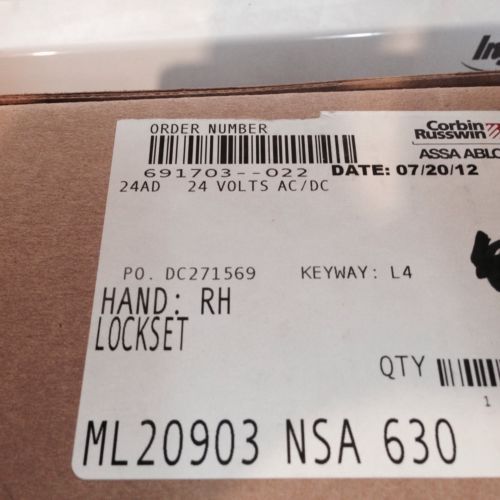 ORDER NUMBER
691703--022
DATE: 07/20/12
Corbin
Russwin
ASSA ABLO
24AD 24 VOLTS AC/DC
PO. DC271569 KEYWAY: L4
HAND: RH
LOCKSET
QTY
1
ML20903 NSA 630